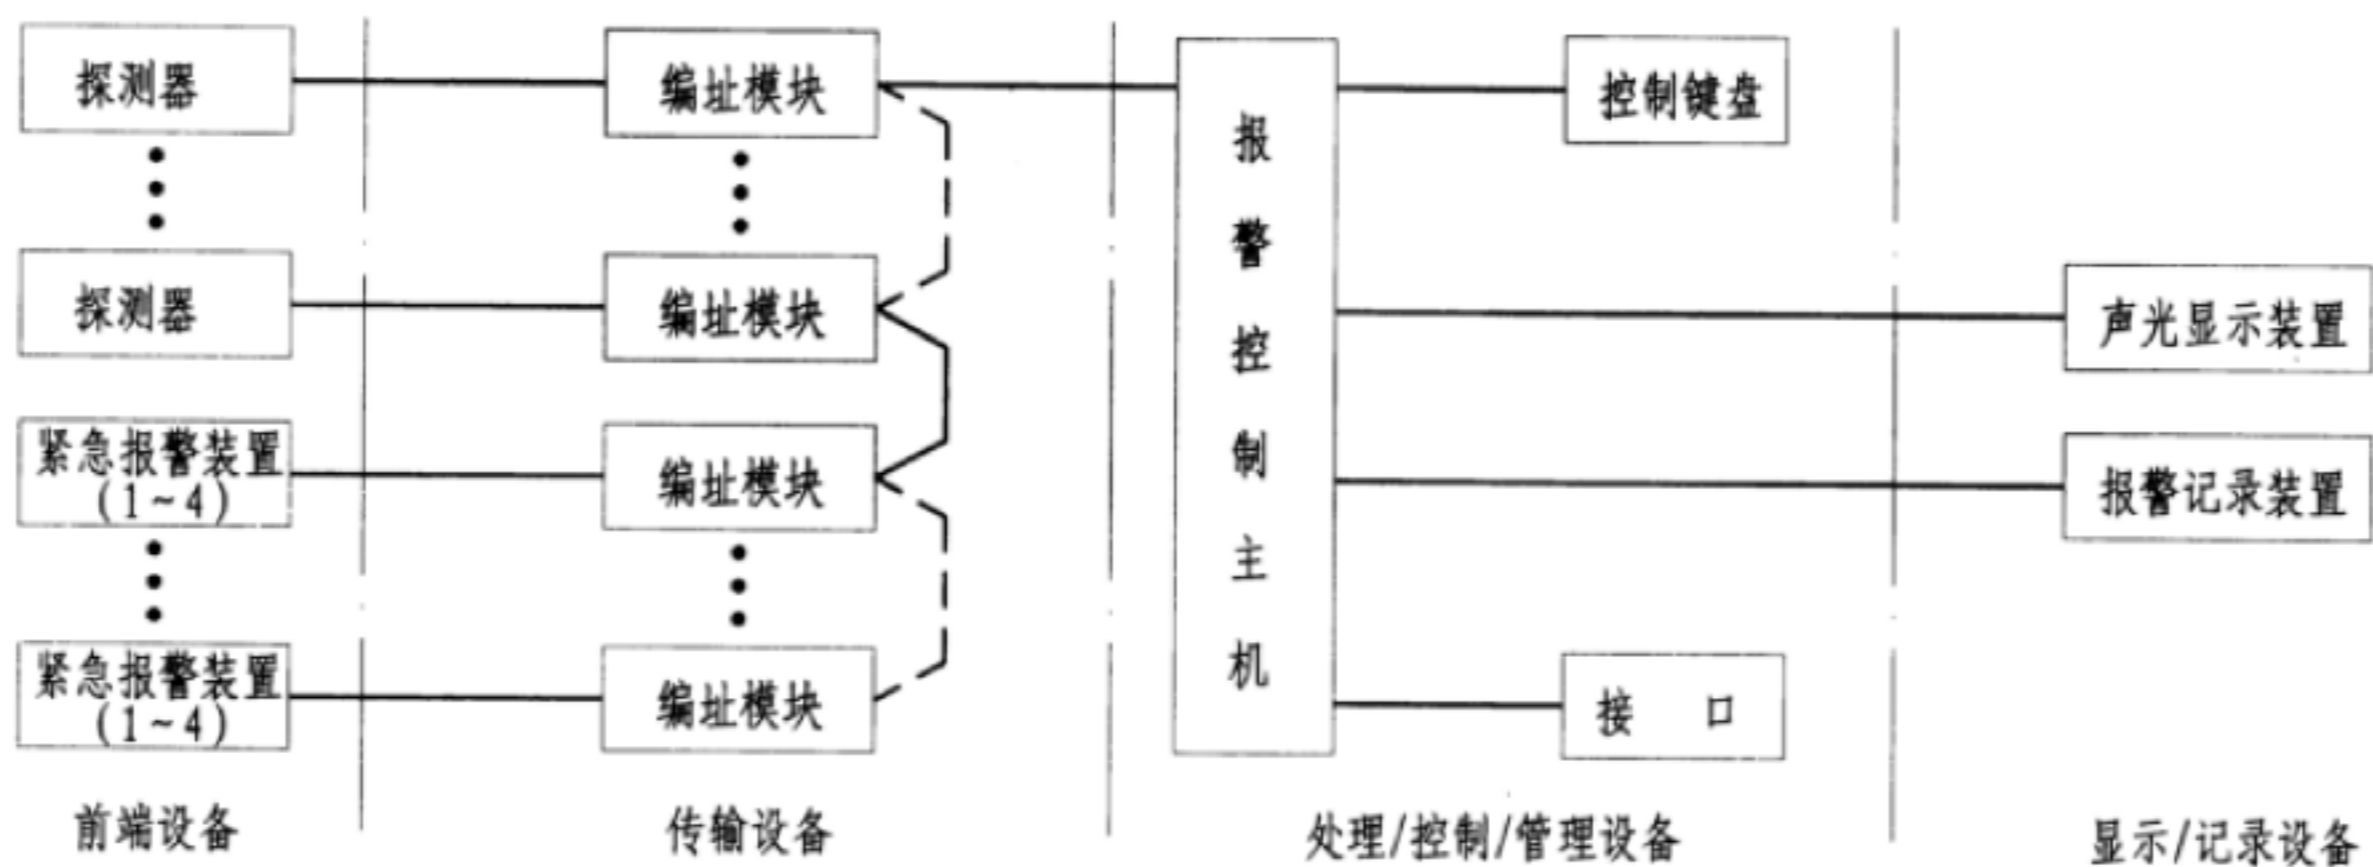 探测器
编址模块
控制键盘
探测器
编址模块
报警控制主机
声光显示装置
紧急报警装置
(1~4)
编址模块
报警记录装置
紧急报警装置
(1~4)
编址模块
接 口
前端设备
传输设备
处理/控制/管理设备
显示/记录设备